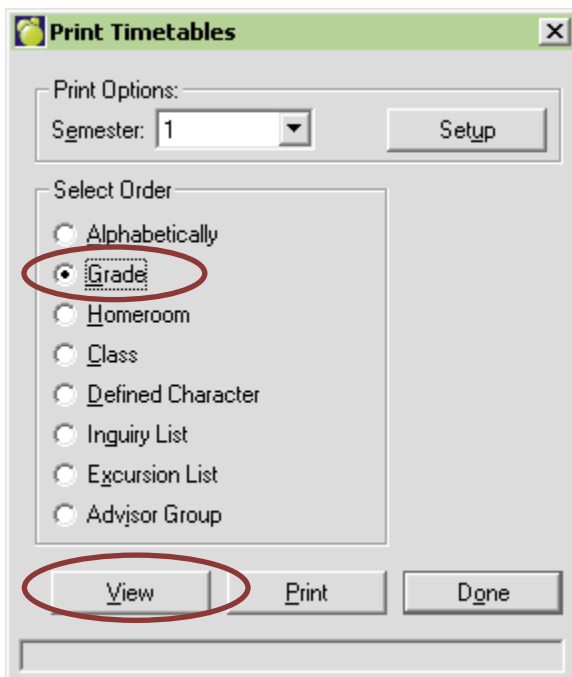 Print Timetables
Print Options:
Semester: 1
Setup
Select Order
Alphabetically
Grade
Homeroom
Class
Defined Character
Inguiry List
Excursion List
Advisor Group
View Print Done